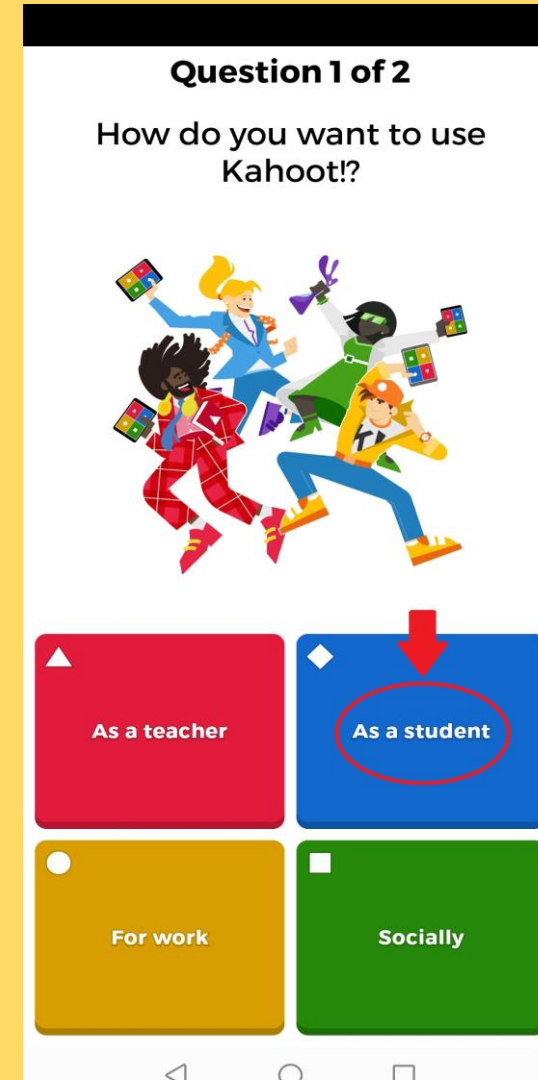 Question 1 of 2
How do you want to use
Kahoot!?
As a teacher
As a student
For work
Socially